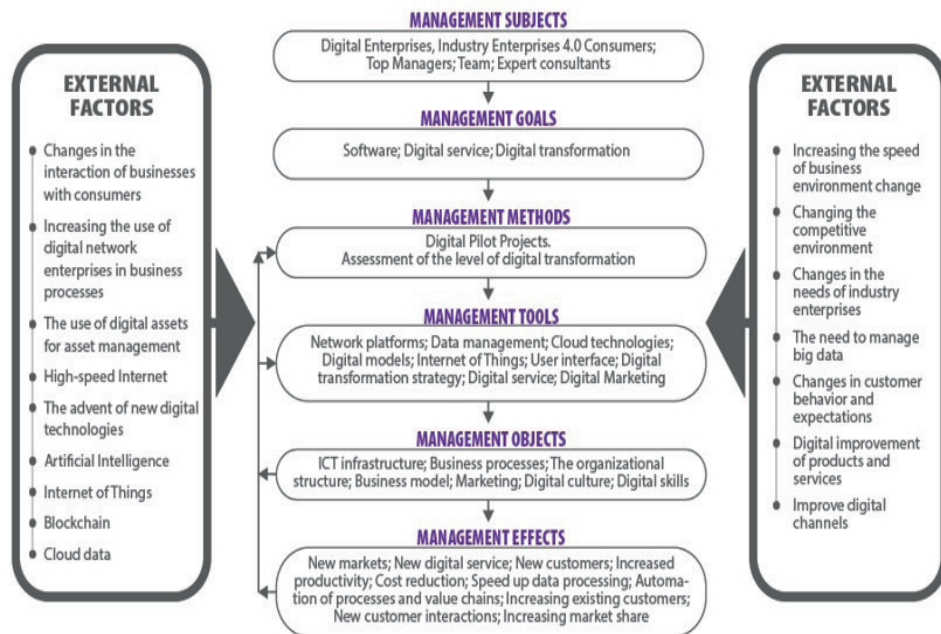 EXTERNAL
FACTORS
Changes in the
interaction of businesses
with consumers
Increasing the use of
digital network
enterprises in business
processes
The use of digital assets
for asset management
High-speed Internet
The advent of new digital
technologies
Artificial Intelligence
Internet of Things
Blockchain
Cloud data
MANAGEMENT SUBJECTS
Digital Enterprises, Industry Enterprises 4.0 Consumers;
Top Managers; Team; Expert consultants
MANAGEMENT GOALS
Software; Digital service; Digital transformation
MANAGEMENT METHODS
Digital Pilot Projects.
Assessment of the level of digital transformation
MANAGEMENT TOOLS
Network platforms; Data management; Cloud technologies;
Digital models; Internet of Things; User interface; Digital
transformation strategy; Digital service; Digital Marketing
MANAGEMENT OBJECTS
ICT infrastructure; Business processes; The organizational
structure; Business model; Marketing; Digital culture; Digital skills
MANAGEMENT EFFECTS
New markets; New digital service; New customers; Increased
productivity; Cost reduction; Speed up data processing; Automa-
tion of processes and value chains; Increasing existing customers;
New customer interactions; Increasing market share
EXTERNAL
FACTORS
Increasing the speed
of business
environment change
Changing the
competitive
environment
Changes in the
needs of industry
enterprises
The need to manage
big data
Changes in customer
behavior and
expectations
Digital improvement
of products and
services
Improve digital
channels